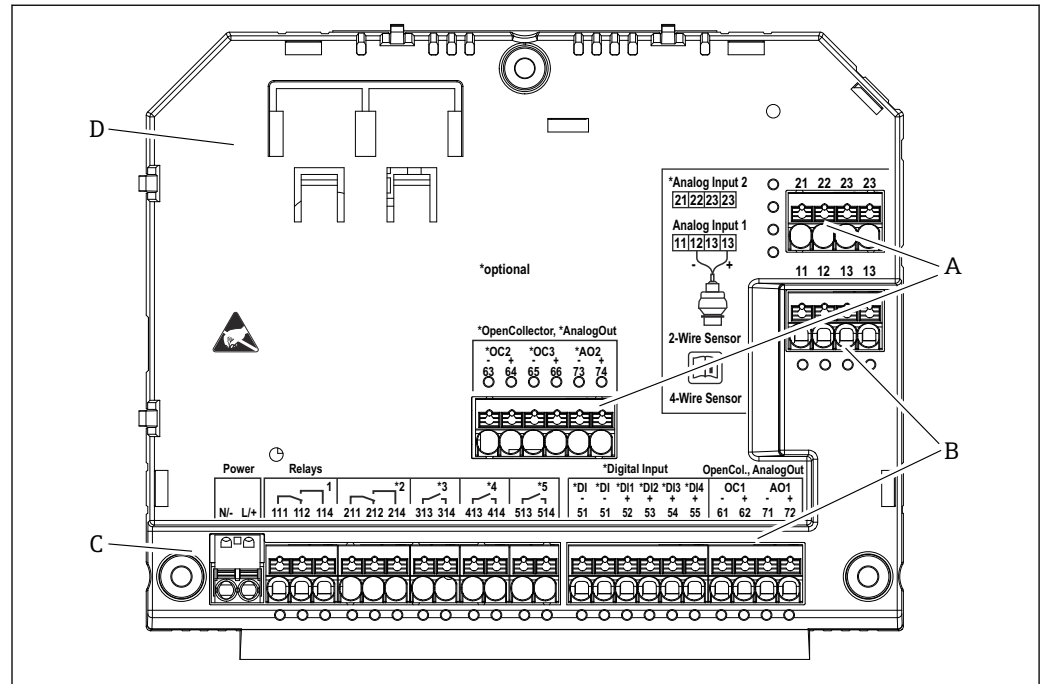 D
*Analog Input 2
21 22 23 23
21 22 23 23
Analog Input 1
11 12 13 13
- +
A
11 12 13 13
*optional
2-Wire Sensor
4-Wire Sensor
*OpenCollector, *AnalogOut
*OC2 *OC3 *AO2
- + - + - +
63 64 65 66 73 74
B
Power Relays *Digital Input OpenCol., AnalogOut
1 *2 *3 *4 *5 *DI *DI *DI1 *DI2 *DI3 *DI4 OC1 AO1
- - + + + + - + - +
N/- L/+ 111 112 114 211 212 214 313 314 413 414 513 514 51 51 52 53 54 55 61 62 71 72
C